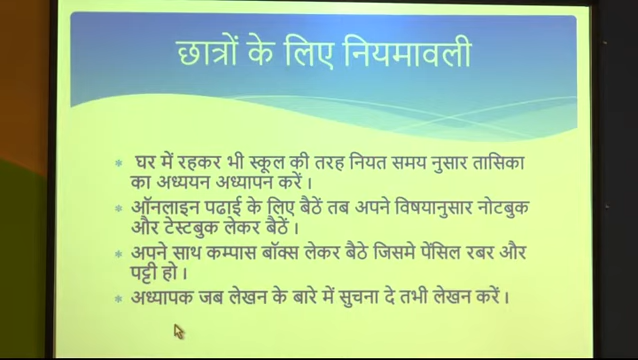 छात्रों के लिए नियमावली
घर में रहकर भी स्कूल की तरह नियत समय नुसार तासिका
का अध्ययन अध्यापन करें ।
ऑनलाइन पढाई के लिए बैठें तब अपने विषयानुसार नोटबुक
और टेस्टबुक लेकर बैठें ।
अपने साथ कम्पास बॉक्स लेकर बैठे जिसमे पेंसिल रबर और
पट्टी हो ।
अध्यापक जब लेखन के बारे में सुचना दे तभी लेखन करें ।